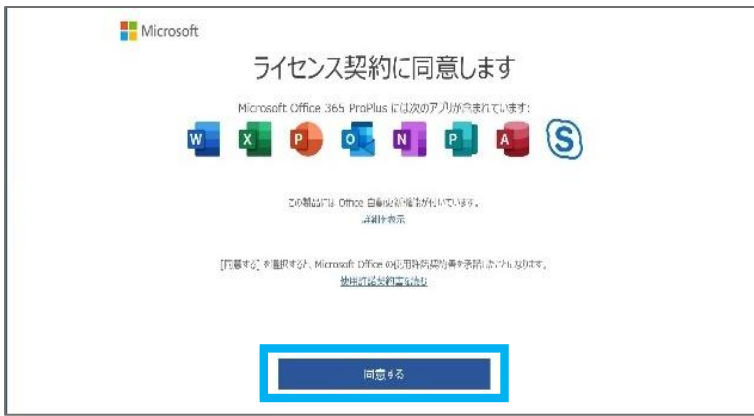 Microsoft
ライセンス契約に同意します
Microsoft Office 365 ProPlus には次のアプリが含まれています:
W X P O N P A S
この製品には Office 自動更新機能が付いています。
詳細を表示
[同意する] を選択すると、Microsoft Office の使用許諾契約書を承諾したことになります。
使用許諾契約書を読む
同意する